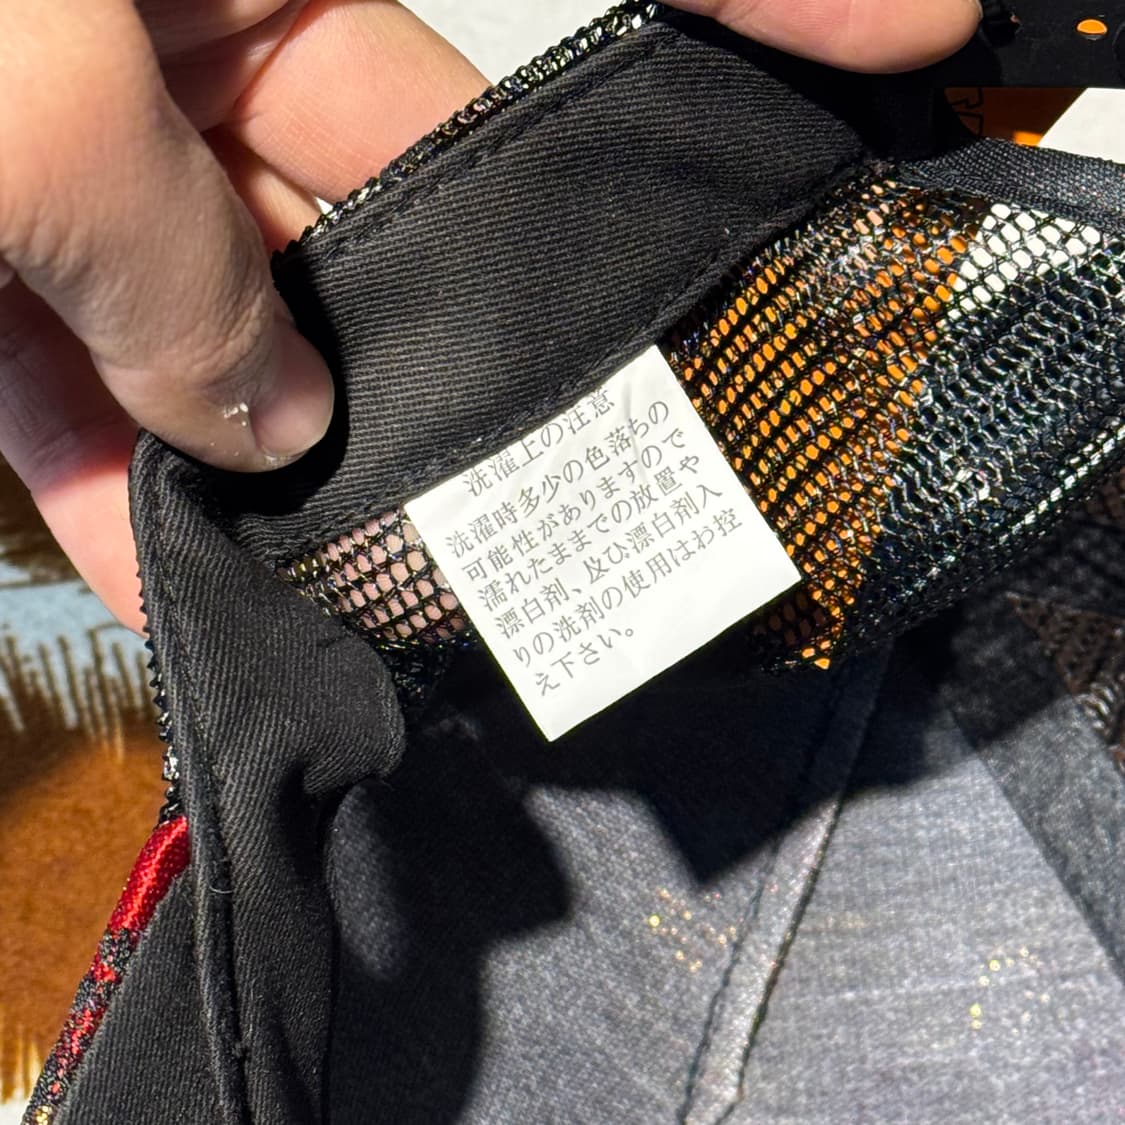 洗濯上の注意
洗濯時多少の色落ちの
可能性がありますので
濡れたままでの放置や
漂白剤、及ひ漂白剤入
りの洗剤の使用はわ控
え下さい。